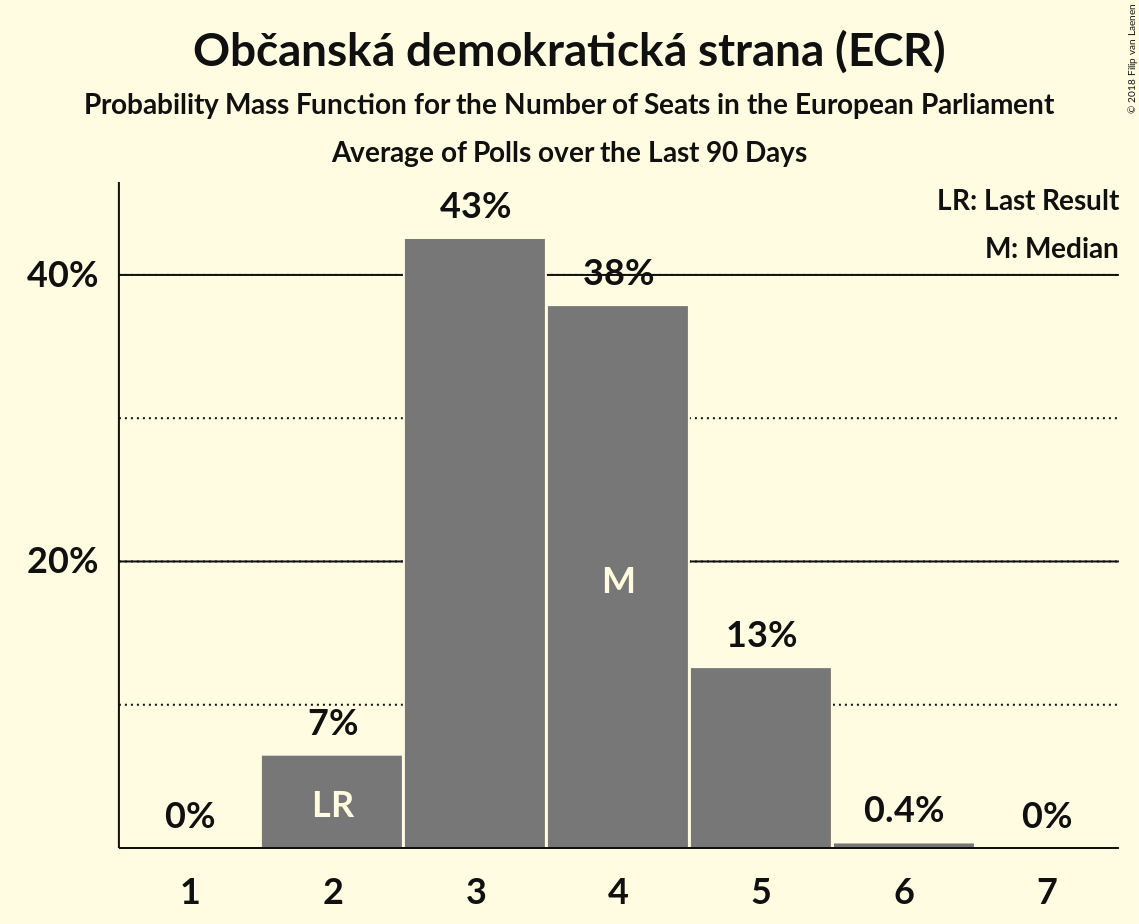 Občanská demokratická strana (ECR)
Probability Mass Function for the Number of Seats in the European Parliament
Average of Polls over the Last 90 Days
© 2018 Filip van Laenen
LR: Last Result
M: Median
43%
40%
38%
20%
M
13%
7%
LR
0%
0.4%
0%
1 2 3 4 5 6 7